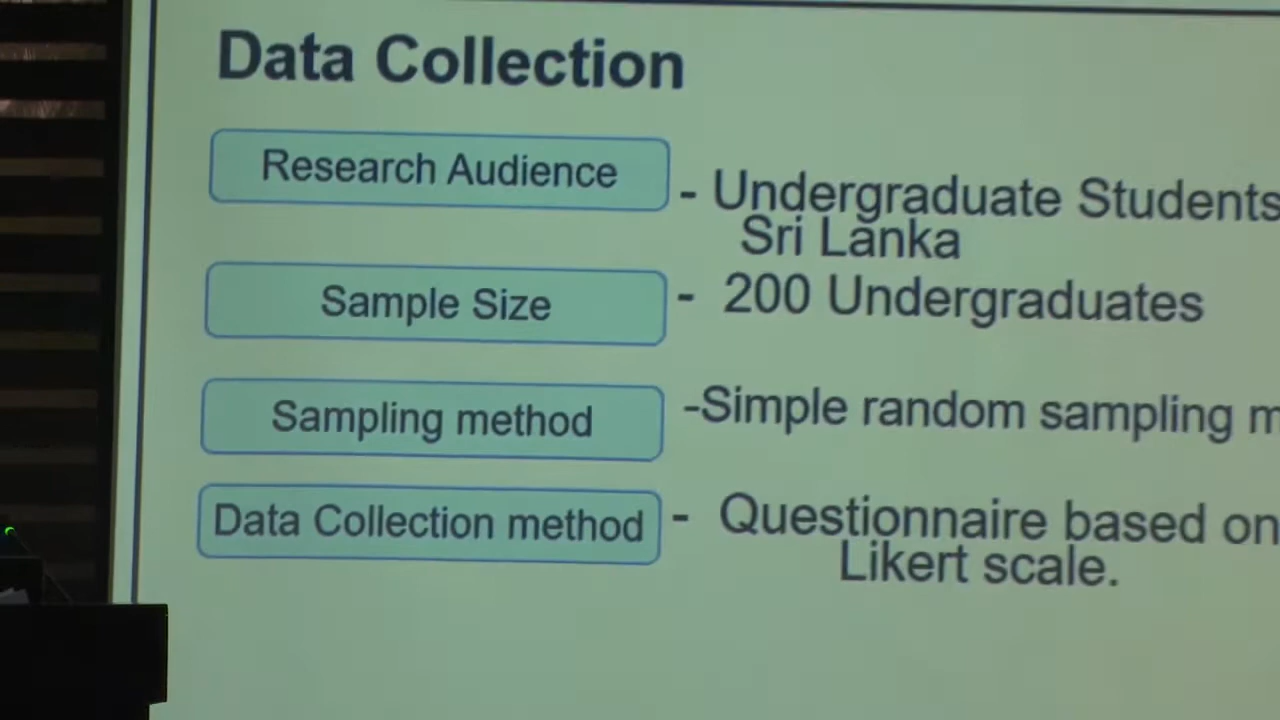 Data Collection
Research Audience
- Undergraduate Students
Sri Lanka
Sample Size
- 200 Undergraduates
Sampling method
-Simple random sampling m
Data Collection method
- Questionnaire based on
Likert scale.